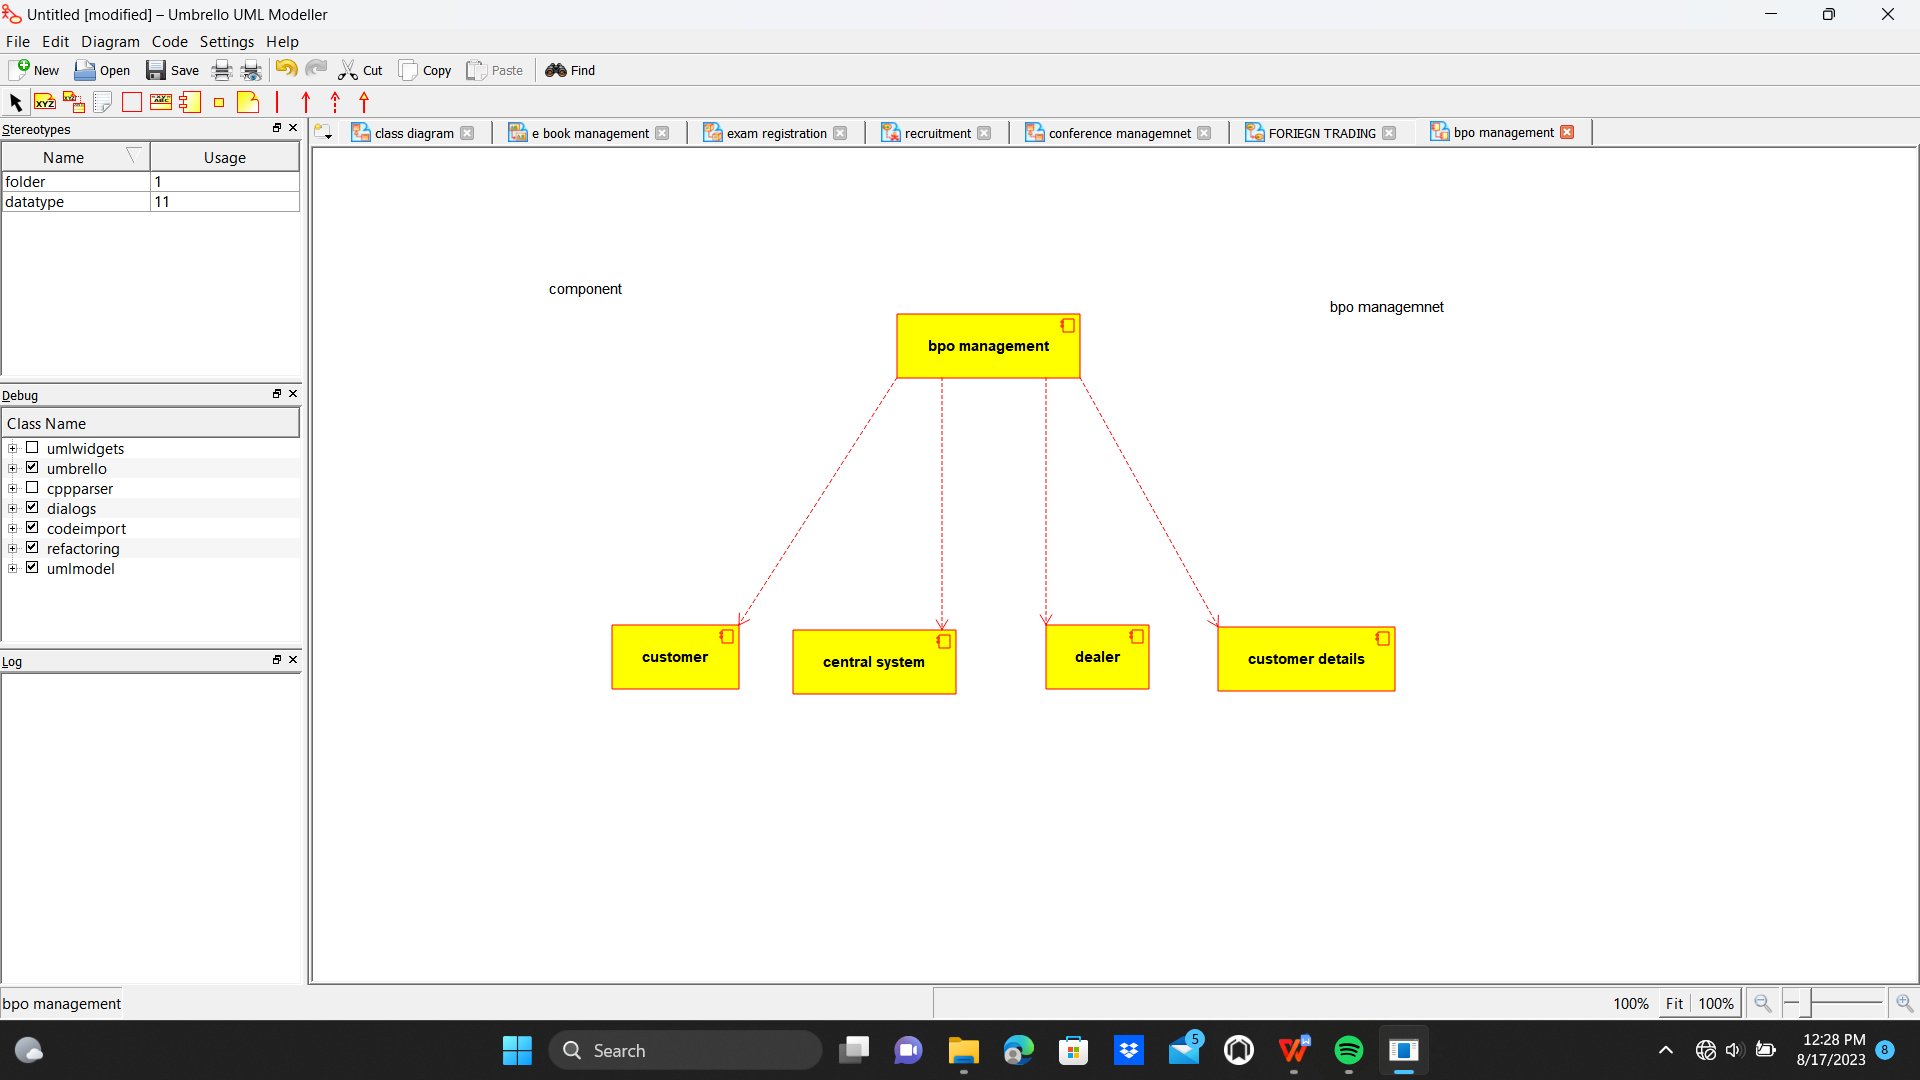 Untitled [modified] – Umbrello UML Modeller
File Edit Diagram Code Settings Help
New Open Save Cut Copy Paste Find
XYZ
Stereotypes
class diagram e book management exam registration recruitment conference managemnet FORIEGN TRADING bpo management
Name Usage
folder 1
datatype 11
Debug
Class Name
umlwidgets
umbrello
cppparser
dialogs
codeimport
refactoring
umlmodel
Log
component
bpo managemnet
bpo management
customer
central system
dealer
customer details
bpo management
100% Fit 100%
Search
5
12:28 PM
8/17/2023
8